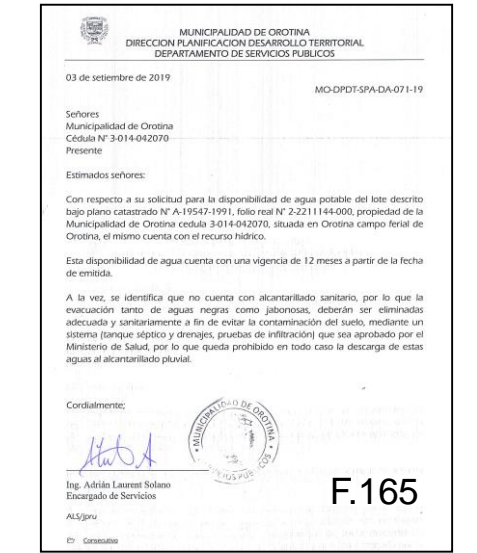 MUNICIPALIDAD DE OROTINA
DIRECCION PLANIFICACION DESARROLLO TERRITORIAL
DEPARTAMENTO DE SERVICIOS PUBLICOS
03 de setiembre de 2019
MO-DPDT-SPA-DA-071-19
Señores
Municipalidad de Orotina
Cédula N° 3-014-042070
Presente
Estimados señores:
Con respecto a su solicitud para la disponibilidad de agua potable del lote descrito
bajo plano catastrado N° A-19547-1991, folio real N° 2-2211144-000, propiedad de la
Municipalidad de Orotina cedula 3-014-042070, situada en Orotina campo ferial de
Orotina, el mismo cuenta con el recurso hídrico.
Esta disponibilidad de agua cuenta con una vigencia de 12 meses a partir de la fecha
de emitida.
A la vez, se identifica que no cuenta con alcantarillado sanitario, por lo que la
evacuación tanto de aguas negras como jabonosas, deberán ser eliminadas
adecuada y sanitariamente a fin de evitar la contaminación del suelo, mediante un
sistema (tanque séptico y drenajes, pruebas de infiltración) que sea aprobado por el
Ministerio de Salud, por lo que queda prohibido en todo caso la descarga de estas
aguas al alcantarillado pluvial.
Cordialmente;
MUNICIPALIDAD DE OROTINA
Ing. Adrián Laurent Solano
Encargado de Servicios
F.165
ALS/jpru
Consecutivo